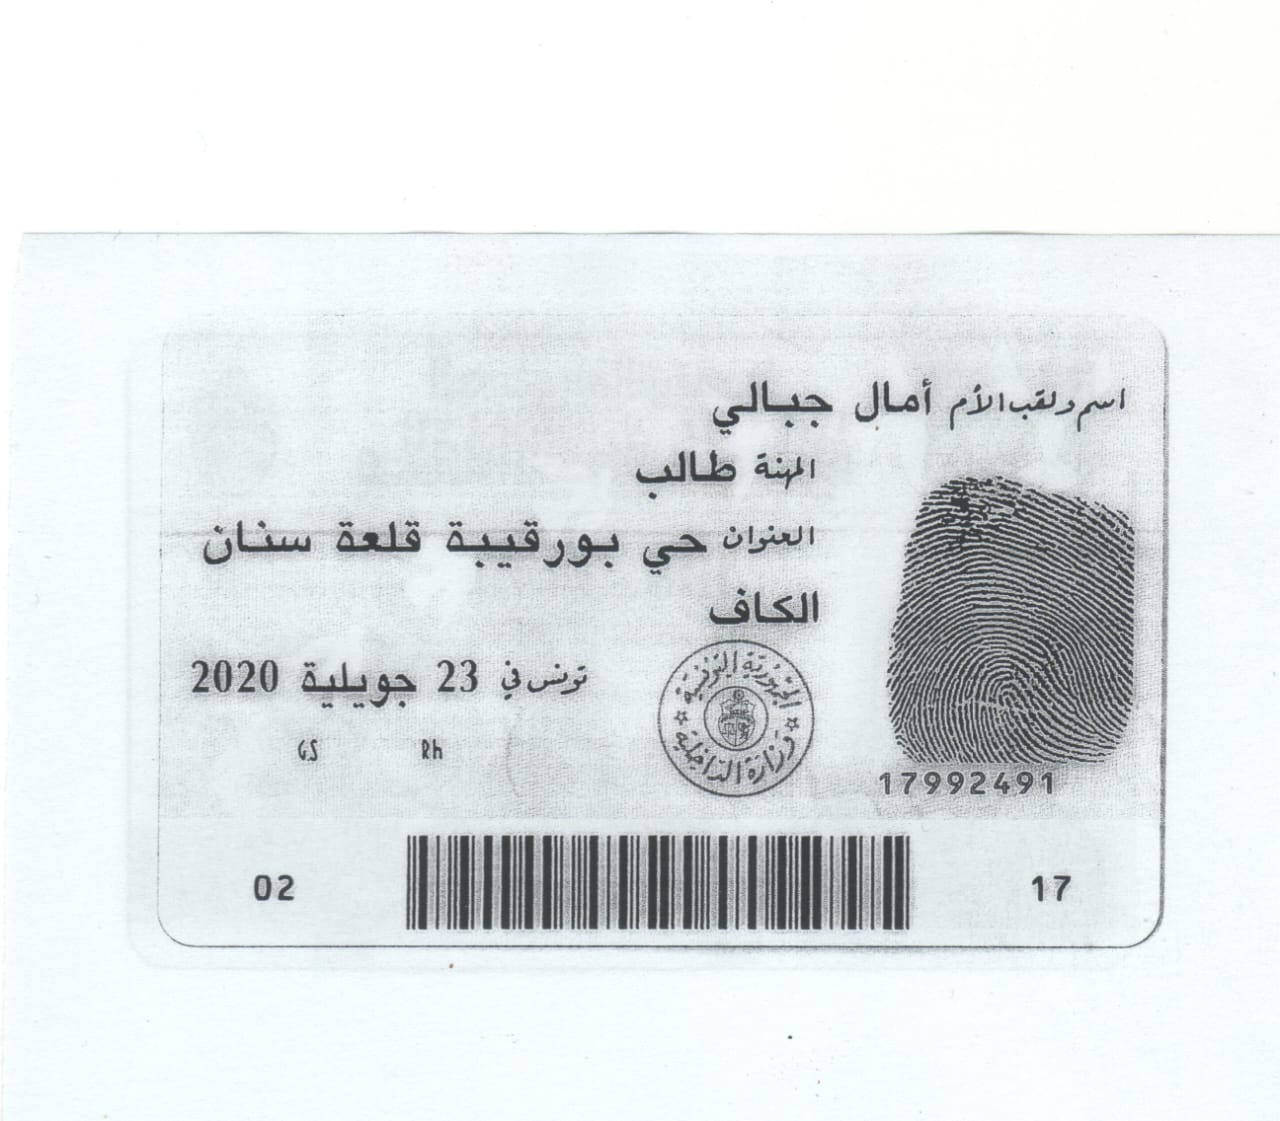 اسم ولقب الأم أمال جبالي
المهنة طالب
العنوان حي بورقيبة قلعة سنان
الكاف
تونس في 23 جويلية 2020
GS Rh
الجمهورية التونسية
وزارة الداخلية
17992491
02 17